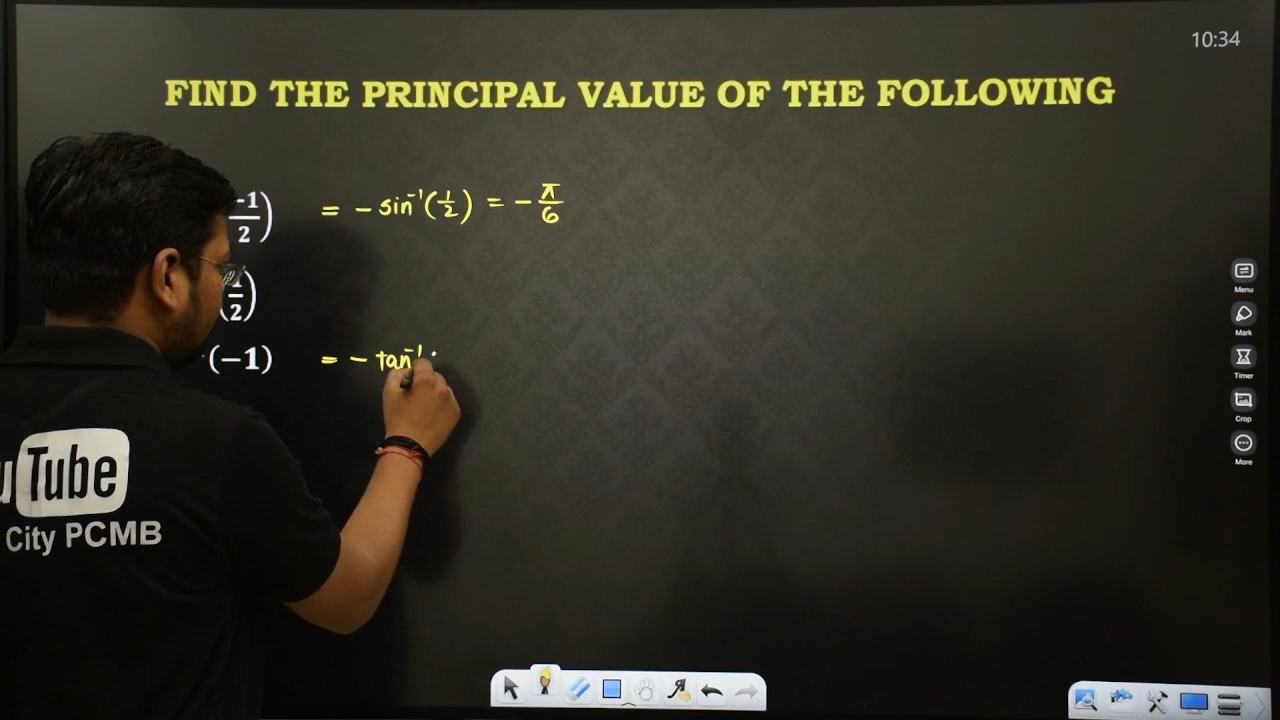 10:34
FIND THE PRINCIPAL VALUE OF THE FOLLOWING
-1/2) = - sin⁻¹(1/2) = - π/6
1/2)
(−1) = - tan⁻¹
Menu
Mark
Timer
Crop
More
Tube
City PCMB